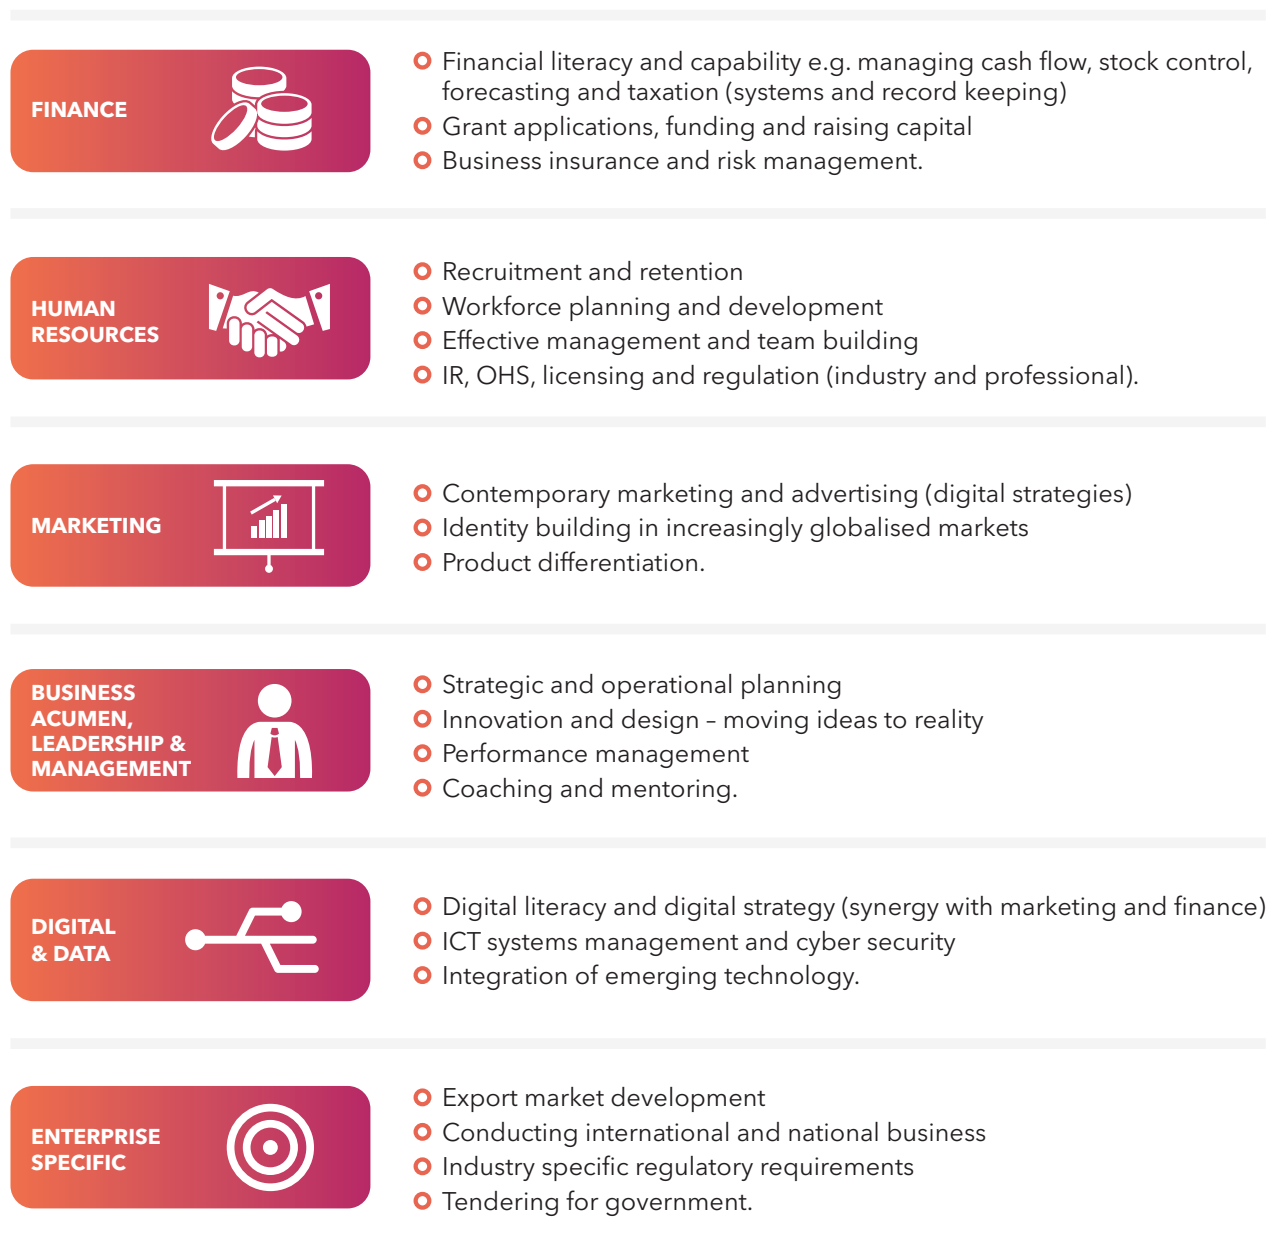 FINANCE
Financial literacy and capability e.g. managing cash flow, stock control,
forecasting and taxation (systems and record keeping)
Grant applications, funding and raising capital
Business insurance and risk management.
HUMAN
RESOURCES
Recruitment and retention
Workforce planning and development
Effective management and team building
IR, OHS, licensing and regulation (industry and professional).
MARKETING
Contemporary marketing and advertising (digital strategies)
Identity building in increasingly globalised markets
Product differentiation.
BUSINESS
ACUMEN,
LEADERSHIP &
MANAGEMENT
Strategic and operational planning
Innovation and design – moving ideas to reality
Performance management
Coaching and mentoring.
DIGITAL
& DATA
Digital literacy and digital strategy (synergy with marketing and finance)
ICT systems management and cyber security
Integration of emerging technology.
ENTERPRISE
SPECIFIC
Export market development
Conducting international and national business
Industry specific regulatory requirements
Tendering for government.